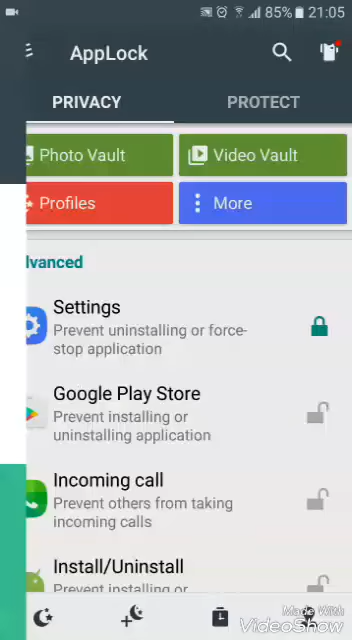 85% 21:05
AppLock
PRIVACY PROTECT
Photo Vault Video Vault
Profiles More
dvanced
Settings
Prevent uninstalling or force-
stop application
Google Play Store
Prevent installing or
uninstalling application
Incoming call
Prevent others from taking
incoming calls
Install/Uninstall
Prevent installing or
Made With
VideoShow